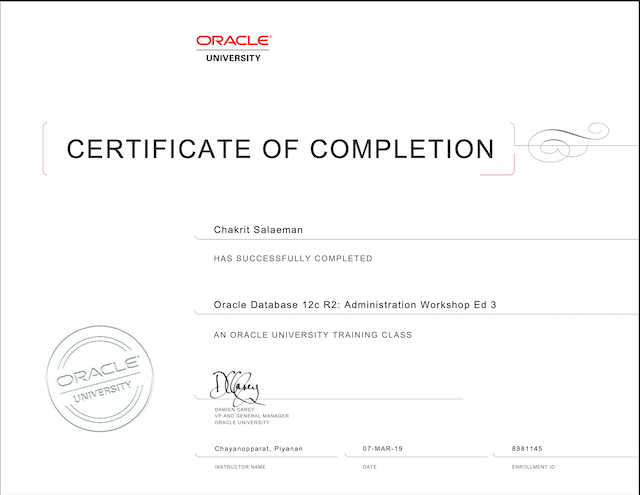 ORACLE
UNIVERSITY
CERTIFICATE OF COMPLETION
Chakrit Salaeman
HAS SUCCESSFULLY COMPLETED
Oracle Database 12c R2: Administration Workshop Ed 3
AN ORACLE UNIVERSITY TRAINING CLASS
ORACLE
UNIVERSITY
DCarey
DAMIEN CAREY
VP AND GENERAL MANAGER
ORACLE UNIVERSITY
Chayanopparat, Piyanan
07-MAR-19
8981145
INSTRUCTOR NAME
DATE
ENROLLMENT ID